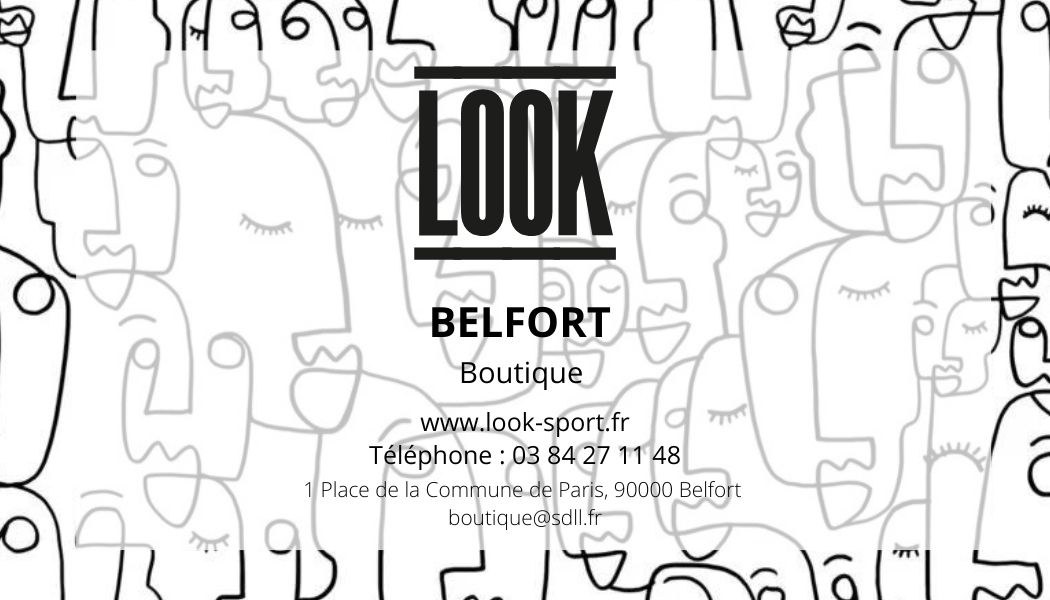 LOOK
BELFORT
Boutique
www.look-sport.fr
Téléphone : 03 84 27 11 48
1 Place de la Commune de Paris, 90000 Belfort
boutique@sdll.fr